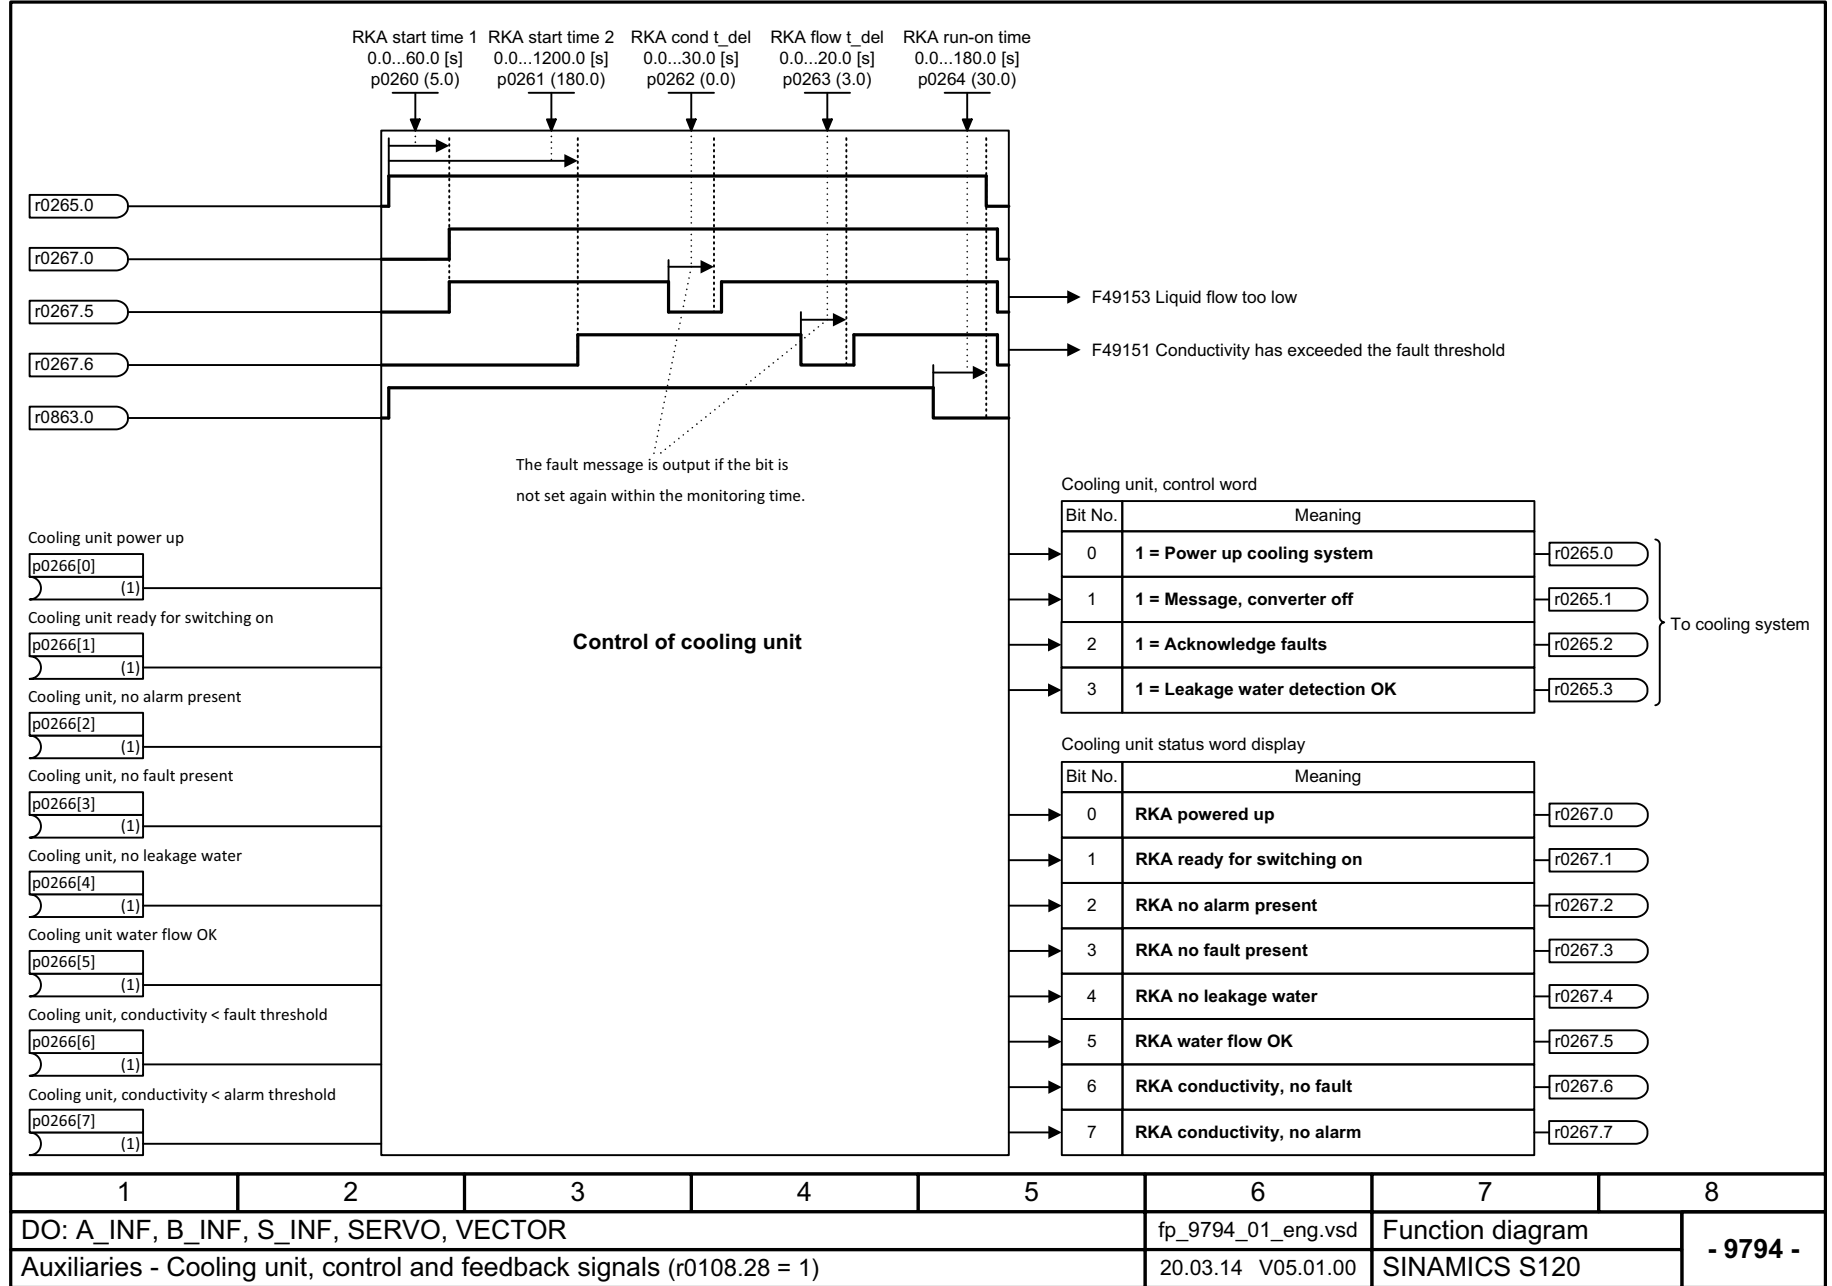 RKA start time 1 RKA start time 2 RKA cond t_del RKA flow t_del RKA run-on time
0.0...60.0 [s] 0.0...1200.0 [s] 0.0...30.0 [s] 0.0...20.0 [s] 0.0...180.0 [s]
p0260 (5.0) p0261 (180.0) p0262 (0.0) p0263 (3.0) p0264 (30.0)
r0265.0
r0267.0
r0267.5
F49153 Liquid flow too low
r0267.6
F49151 Conductivity has exceeded the fault threshold
r0863.0
The fault message is output if the bit is
not set again within the monitoring time.
Cooling unit power up
p0266[0]
(1)
Cooling unit ready for switching on
p0266[1]
(1)
Cooling unit, no alarm present
p0266[2]
(1)
Cooling unit, no fault present
p0266[3]
(1)
Cooling unit, no leakage water
p0266[4]
(1)
Cooling unit water flow OK
p0266[5]
(1)
Cooling unit, conductivity < fault threshold
p0266[6]
(1)
Cooling unit, conductivity < alarm threshold
p0266[7]
(1)
Control of cooling unit
Cooling unit, control word
Bit No. Meaning
0 1 = Power up cooling system r0265.0
1 1 = Message, converter off r0265.1
2 1 = Acknowledge faults r0265.2
3 1 = Leakage water detection OK r0265.3
To cooling system
Cooling unit status word display
Bit No. Meaning
0 RKA powered up r0267.0
1 RKA ready for switching on r0267.1
2 RKA no alarm present r0267.2
3 RKA no fault present r0267.3
4 RKA no leakage water r0267.4
5 RKA water flow OK r0267.5
6 RKA conductivity, no fault r0267.6
7 RKA conductivity, no alarm r0267.7
1 2 3 4 5 6 7 8
DO: A_INF, B_INF, S_INF, SERVO, VECTOR fp_9794_01_eng.vsd Function diagram
- 9794 -
Auxiliaries - Cooling unit, control and feedback signals (r0108.28 = 1) 20.03.14 V05.01.00 SINAMICS S120